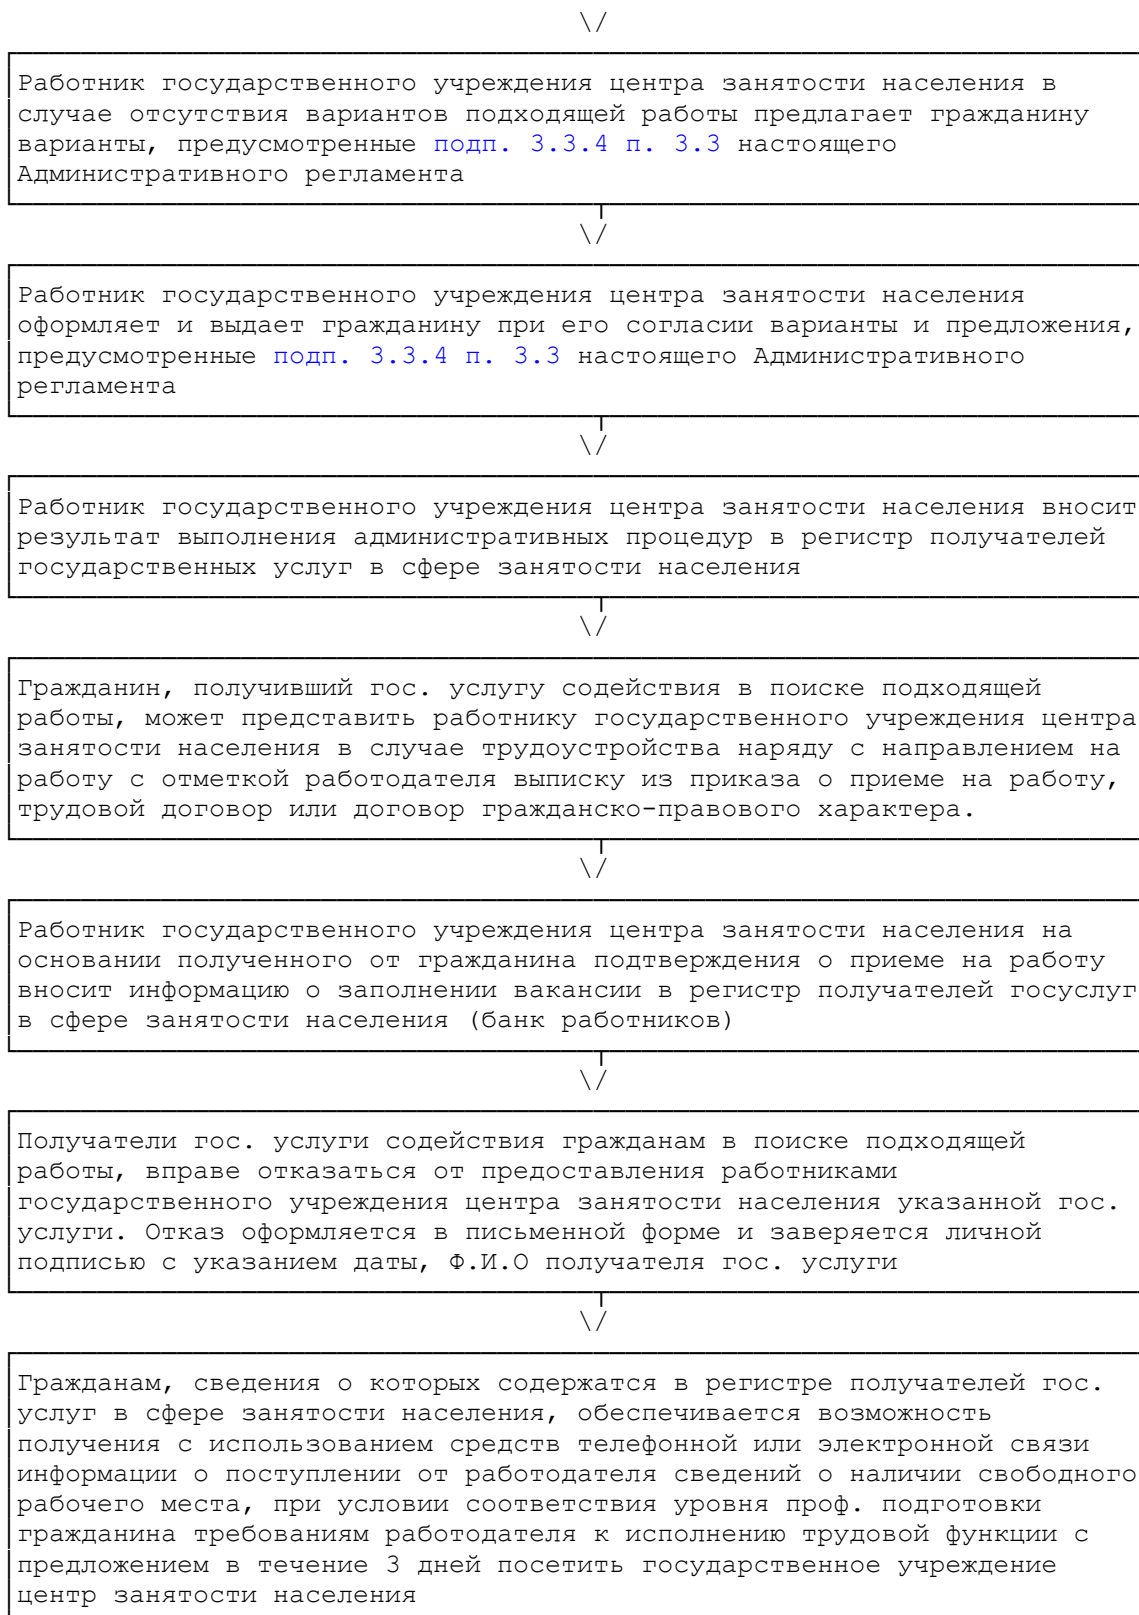 \/
Работник государственного учреждения центра занятости населения в
случае отсутствия вариантов подходящей работы предлагает гражданину
варианты, предусмотренные подп. 3.3.4 п. 3.3 настоящего
Административного регламента
\/
Работник государственного учреждения центра занятости населения
оформляет и выдает гражданину при его согласии варианты и предложения,
предусмотренные подп. 3.3.4 п. 3.3 настоящего Административного
регламента
\/
Работник государственного учреждения центра занятости населения вносит
результат выполнения административных процедур в регистр получателей
государственных услуг в сфере занятости населения
\/
Гражданин, получивший гос. услугу содействия в поиске подходящей
работы, может представить работнику государственного учреждения центра
занятости населения в случае трудоустройства наряду с направлением на
работу с отметкой работодателя выписку из приказа о приеме на работу,
трудовой договор или договор гражданско-правового характера.
\/
Работник государственного учреждения центра занятости населения на
основании полученного от гражданина подтверждения о приеме на работу
вносит информацию о заполнении вакансии в регистр получателей госуслуг
в сфере занятости населения (банк работников)
\/
Получатели гос. услуги содействия гражданам в поиске подходящей
работы, вправе отказаться от предоставления работниками
государственного учреждения центра занятости населения указанной гос.
услуги. Отказ оформляется в письменной форме и заверяется личной
подписью с указанием даты, Ф.И.О получателя гос. услуги
\/
Гражданам, сведения о которых содержатся в регистре получателей гос.
услуг в сфере занятости населения, обеспечивается возможность
получения с использованием средств телефонной или электронной связи
информации о поступлении от работодателя сведений о наличии свободного
рабочего места, при условии соответствия уровня проф. подготовки
гражданина требованиям работодателя к исполнению трудовой функции с
предложением в течение 3 дней посетить государственное учреждение
центр занятости населения